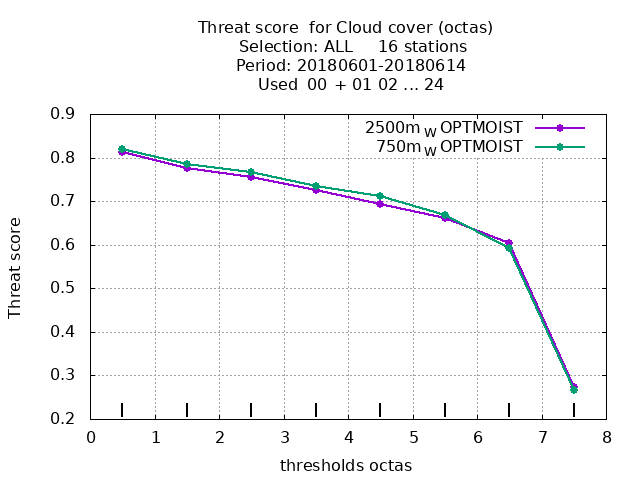 Threat score for Cloud cover (octas)
Selection: ALL 16 stations
Period: 20180601-20180614
Used 00 + 01 02 ... 24
2500m W OPTMOIST
750m W OPTMOIST
Threat score
0.9
0.8
0.7
0.6
0.5
0.4
0.3
0.2
0 1 2 3 4 5 6 7 8
thresholds octas